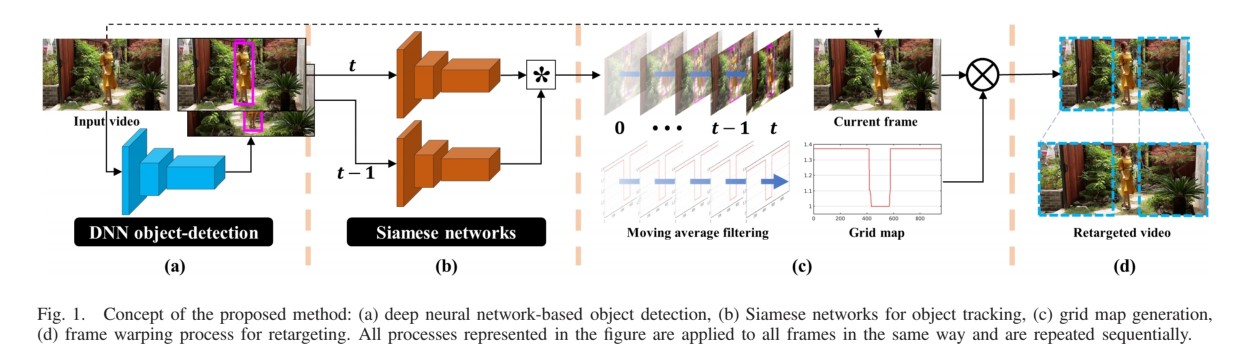 Input video
DNN object-detection
(a)
t
t − 1
*
Siamese networks
(b)
0 • • • t − 1 t
Moving average filtering
Current frame
1.4
1.3
1.2
1.1
1
0 200 400 600 800
Grid map
(c)
Retargeted video
(d)
Fig. 1. Concept of the proposed method: (a) deep neural network-based object detection, (b) Siamese networks for object tracking, (c) grid map generation,
(d) frame warping process for retargeting. All processes represented in the figure are applied to all frames in the same way and are repeated sequentially.